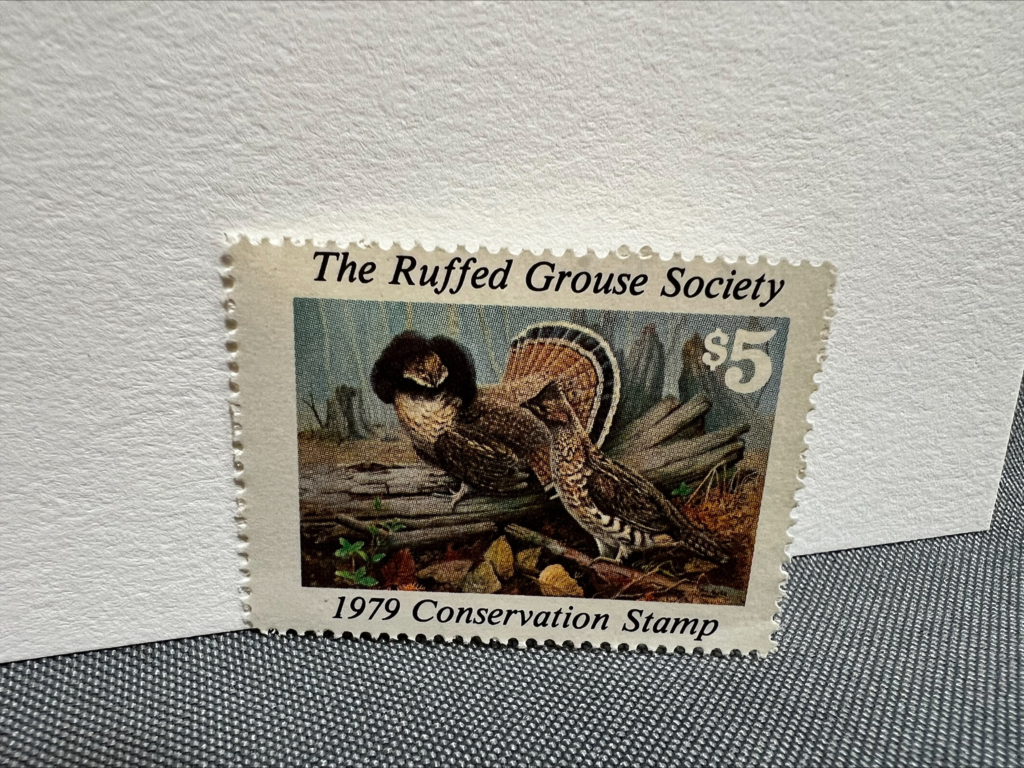 The Ruffed Grouse Society
$5
1979 Conservation Stamp